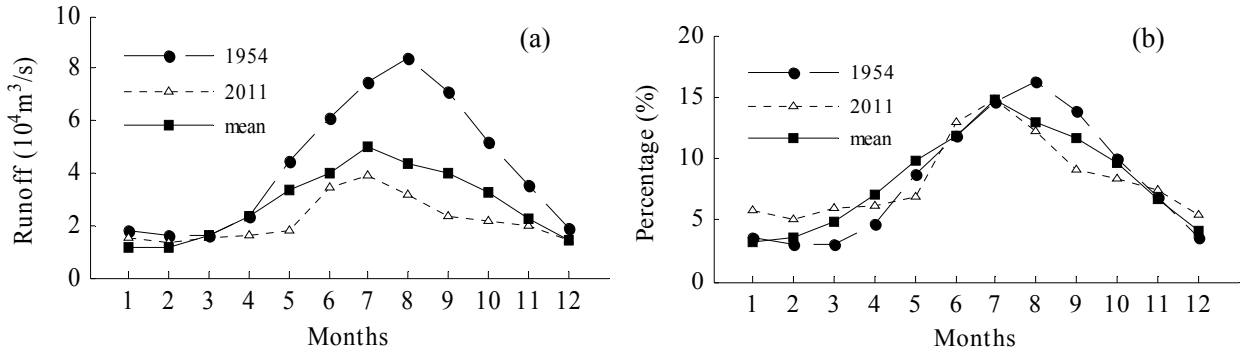 (a)
1954
2011
mean
Runoff (10⁴m³/s)
10
8
6
4
2
0
1 2 3 4 5 6 7 8 9 10 11 12
Months
(b)
1954
2011
mean
Percentage (%)
20
15
10
5
0
1 2 3 4 5 6 7 8 9 10 11 12
Months